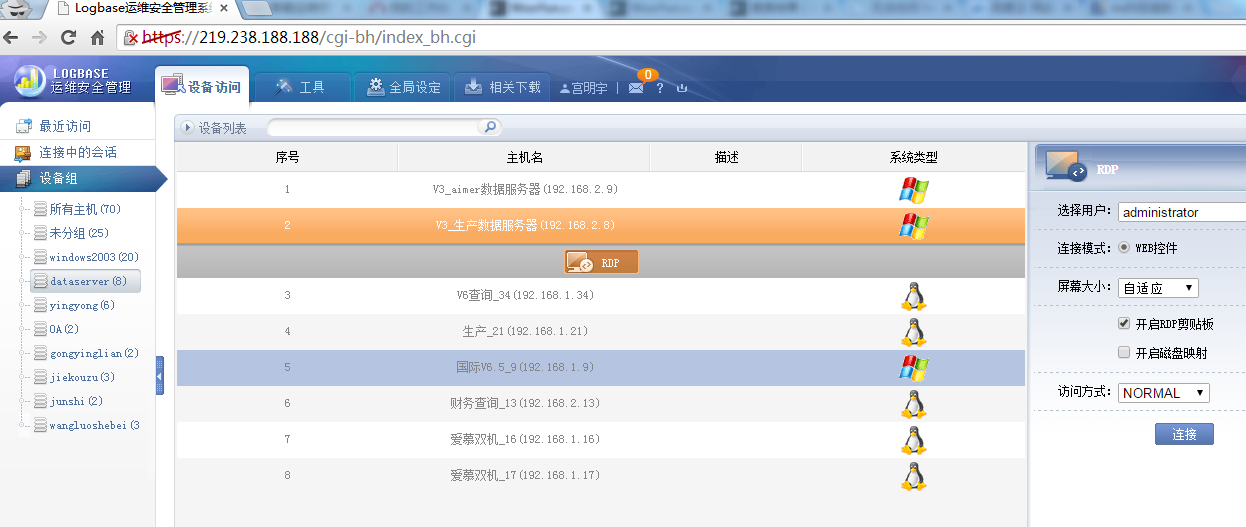 Logbase运维安全管理系统
https://219.238.188.188/cgi-bh/index_bh.cgi
LOGBASE
运维安全管理
设备访问
工具
全局设定
相关下载
宫明宇 | 0 ?
最近访问
连接中的会话
设备组
所有主机(70)
未分组(25)
windows2003(20)
dataserver(8)
yingyong(6)
OA(2)
gongyinglian(2)
jiekouzu(3)
junshi(2)
wangluoshebei(3
设备列表
序号 主机名 描述 系统类型
1 V3_aimer数据服务器(192.168.2.9)
2 V3_生产数据服务器(192.168.2.8)
RDP
3 V6查询_34(192.168.1.34)
4 生产_21(192.168.1.21)
5 国际V6.5_9(192.168.1.9)
6 财务查询_13(192.168.2.13)
7 爱慕双机_16(192.168.1.16)
8 爱慕双机_17(192.168.1.17)
RDP
选择用户: administrator
连接模式: WEB控件
屏幕大小: 自适应
开启RDP剪贴板
开启磁盘映射
访问方式: NORMAL
连接